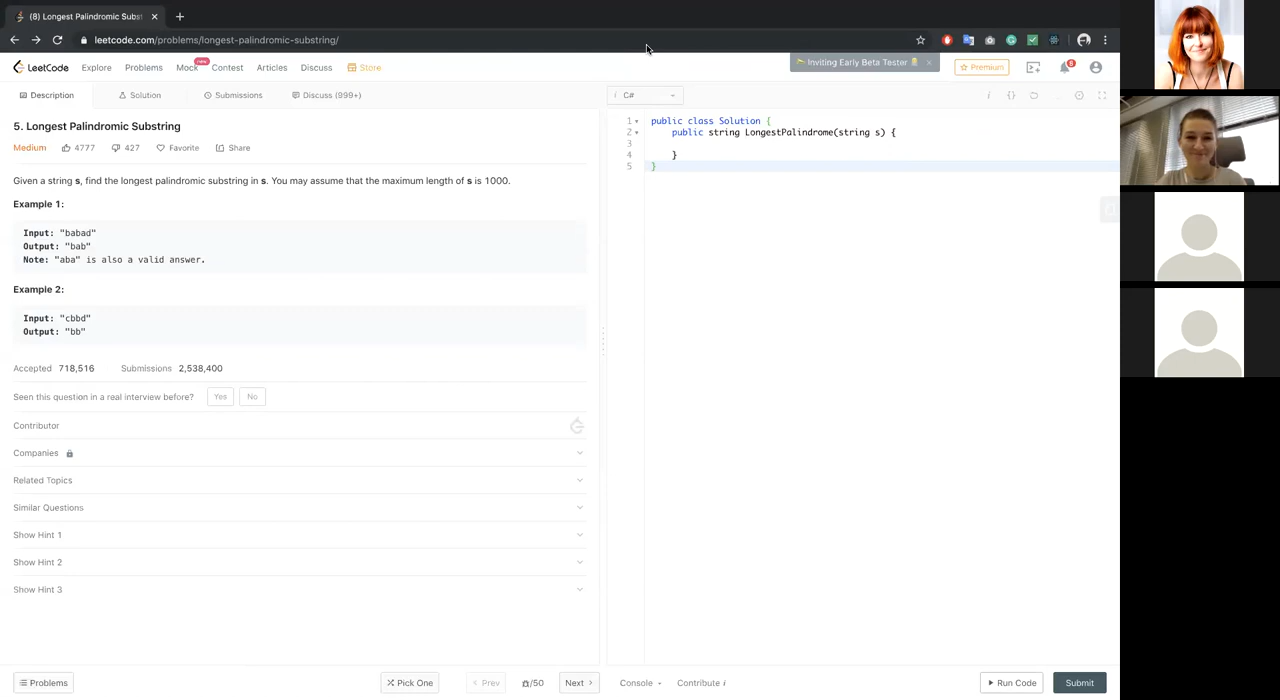 (8) Longest Palindromic Subst
leetcode.com/problems/longest-palindromic-substring/
LeetCode Explore Problems Mock new Contest Articles Discuss Store
Inviting Early Beta Tester
Premium
8
Description Solution Submissions Discuss (999+)
i C#
5. Longest Palindromic Substring
Medium 4777 427 Favorite Share
Given a string s, find the longest palindromic substring in s. You may assume that the maximum length of s is 1000.
Example 1:
Input: "babad"
Output: "bab"
Note: "aba" is also a valid answer.
Example 2:
Input: "cbbd"
Output: "bb"
Accepted 718,516 Submissions 2,538,400
Seen this question in a real interview before? Yes No
Contributor
Companies
Related Topics
Similar Questions
Show Hint 1
Show Hint 2
Show Hint 3
1 public class Solution {
2 public string LongestPalindrome(string s) {
3
4 }
5 }
Problems
Pick One
Prev
/50
Next
Console
Contribute i
Run Code
Submit